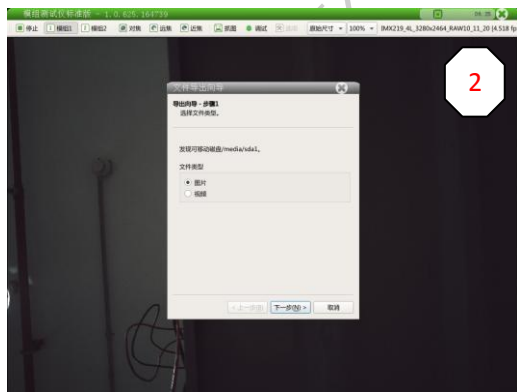 模组测试仪标准版 - 1.0.625.164739
停止 模组1 模组2 对焦 远焦 近焦 抓图 调试 原始尺寸 100% IMX219_4L_3280x2464_RAW10_11_20 (4.518 fp
2
文件导出向导
导出向导 - 步骤1
选择文件类型。
发现可移动磁盘/media/sda1。
文件类型
图片
视频
< 上一步(B) 下一步(N) > 取消